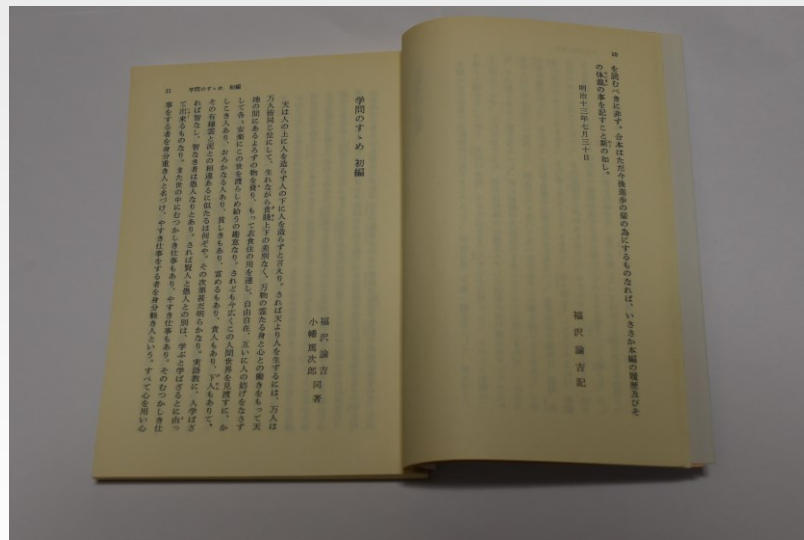 10
を読むべきに非ず。合本はただ今後進歩の輩の為にするものなれば、いささか本編の履歴及びそ
の体裁の事を記すこと斯の如し。
明治十三年七月三十日
福沢諭吉記
11 学問のすゝめ 初編
学問のすゝめ 初編
福沢諭吉
小幡篤次郎 同著
天は人の上に人を造らず人の下に人を造らずと言えり。されば天より人を生ずるには、万人は
万人皆同じ位にして、生れながら貴賤上下の差別なく、万物の霊たる身と心との働きをもって天
地の間にあるよろずの物を資り、もって衣食住の用を達し、自由自在、互いに人の妨げをなさず
して各〻安楽にこの世を渡らしめ給うの趣意なり。されども今広くこの人間世界を見渡すに、か
しこき人あり、おろかなる人あり、貧しきもあり、富めるもあり、貴人もあり、下人もありて、
その有様雲と泥との相違あるに似たるは何ぞや。その次第甚だ明らかなり。実語教に、人学ばざ
れば智なし、智なき者は愚人なりとあり。されば賢人と愚人との別は、学ぶと学ばざるとに由っ
て出来るものなり。また世の中にむつかしき仕事もあり、やすき仕事もあり。そのむつかしき仕
事をする者を身分重き人と名づけ、やすき仕事をする者を身分軽き人という。すべて心を用い心